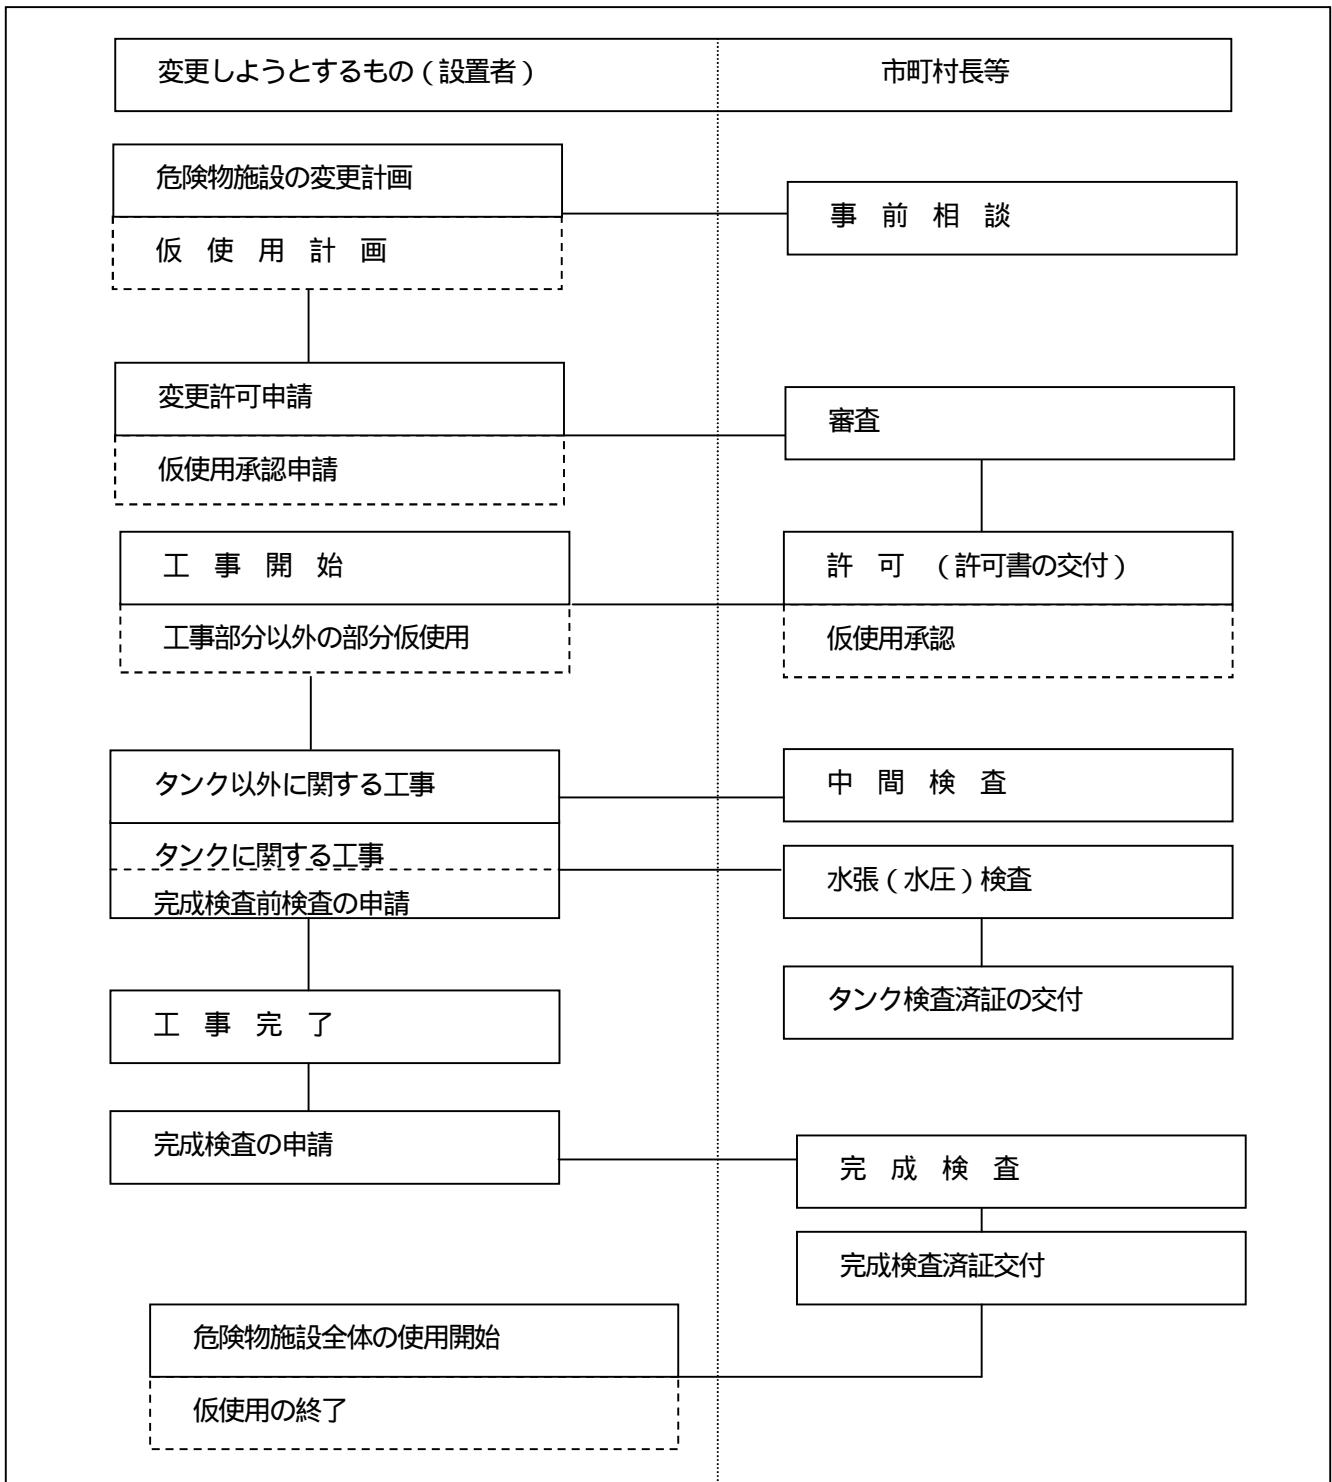 変更しようとするもの（設置者）
市町村長等
危険物施設の変更計画
仮　使　用　計　画
事　前　相　談
変更許可申請
仮使用承認申請
審査
工　事　開　始
工事部分以外の部分仮使用
許　可　（許可書の交付）
仮使用承認
タンク以外に関する工事
タンクに関する工事
完成検査前検査の申請
中　間　検　査
水張（水圧）検査
タンク検査済証の交付
工　事　完　了
完成検査の申請
完　成　検　査
完成検査済証交付
危険物施設全体の使用開始
仮使用の終了